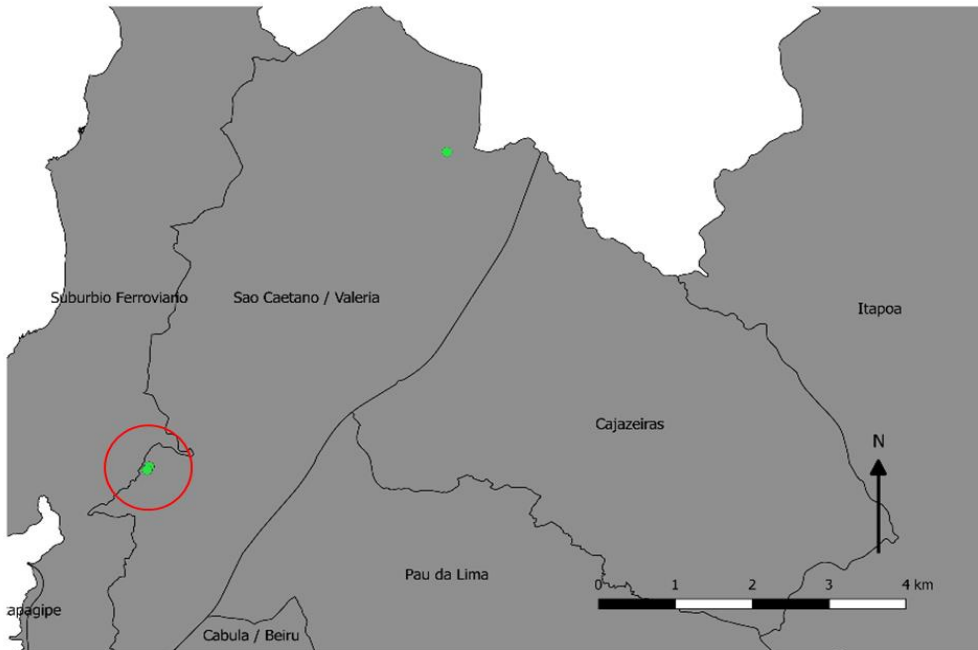 Suburbio Ferroviano
Sao Caetano / Valeria
Itapoa
Cajazeiras
N
Pau da Lima
0 1 2 3 4 km
apagipe
Cabula / Beiru